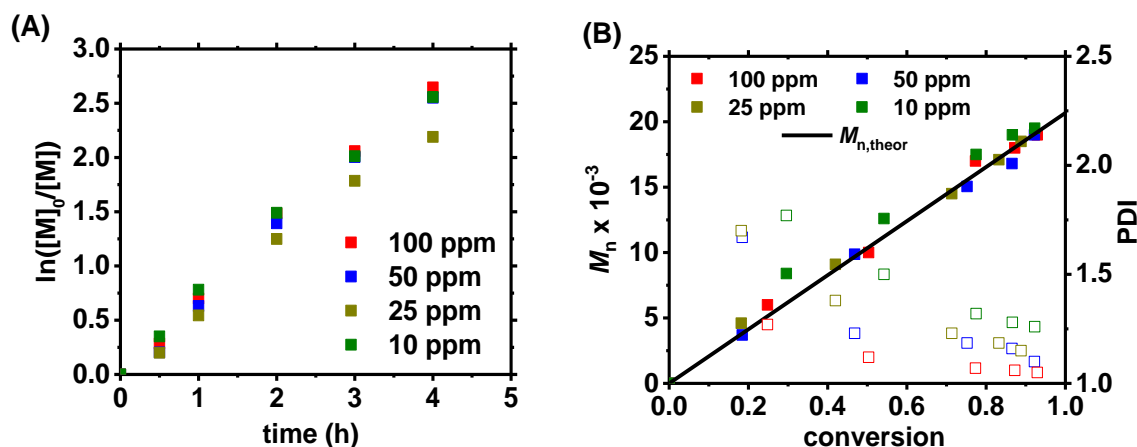 (A)
3.0
2.5
2.0
1.5
1.0
0.5
0.0
ln([M]0/[M])
100 ppm
50 ppm
25 ppm
10 ppm
0 1 2 3 4 5
time (h)
(B)
25
20
15
10
5
0
Mn x 10-3
100 ppm 50 ppm
25 ppm 10 ppm
Mn,theor
2.5
2.0
1.5
1.0
PDI
0.0 0.2 0.4 0.6 0.8 1.0
conversion